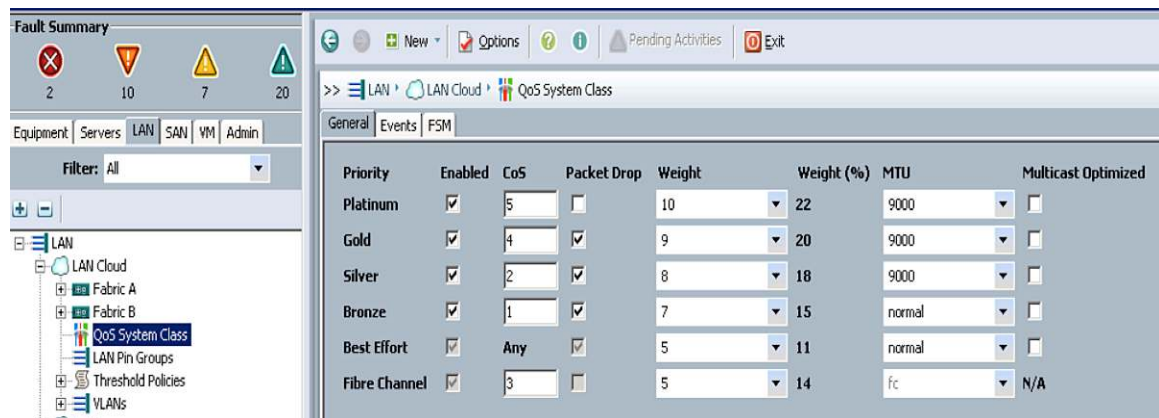 Fault Summary
2 10 7 20
Equipment Servers LAN SAN VM Admin
Filter: All
LAN
LAN Cloud
Fabric A
Fabric B
QoS System Class
LAN Pin Groups
Threshold Policies
VLANs
New Options Pending Activities Exit
>> LAN LAN Cloud QoS System Class
General Events FSM
Priority Enabled CoS Packet Drop Weight Weight (%) MTU Multicast Optimized
Platinum 5 10 22 9000
Gold 4 9 20 9000
Silver 2 8 18 9000
Bronze 1 7 15 normal
Best Effort Any 5 11 normal
Fibre Channel 3 5 14 fc N/A